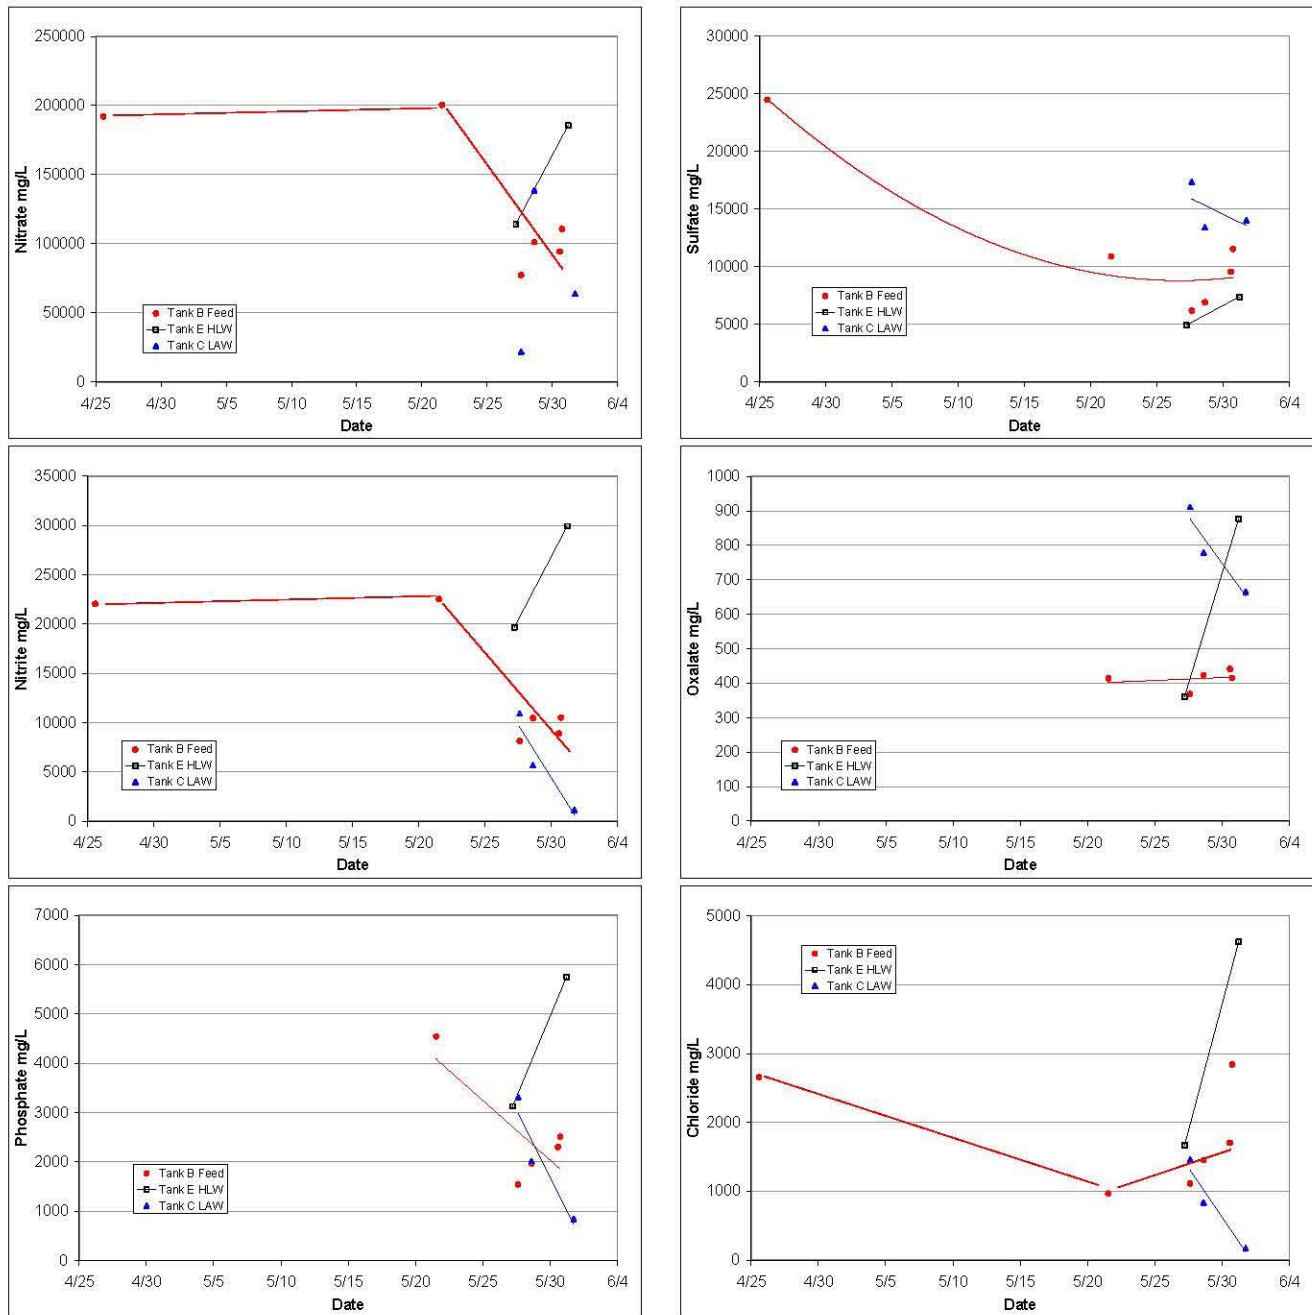 250000
200000
150000
100000
50000
0
Nitrate mg/L
Tank B Feed
Tank E HLW
Tank C LAW
4/25 4/30 5/5 5/10 5/15 5/20 5/25 5/30 6/4
Date
30000
25000
20000
15000
10000
5000
0
Sulfate mg/L
Tank B Feed
Tank E HLW
Tank C LAW
4/25 4/30 5/5 5/10 5/15 5/20 5/25 5/30 6/4
Date
35000
30000
25000
20000
15000
10000
5000
0
Nitrite mg/L
Tank B Feed
Tank E HLW
Tank C LAW
4/25 4/30 5/5 5/10 5/15 5/20 5/25 5/30 6/4
Date
1000
900
800
700
600
500
400
300
200
100
0
Oxalate mg/L
Tank B Feed
Tank E HLW
Tank C LAW
4/25 4/30 5/5 5/10 5/15 5/20 5/25 5/30 6/4
Date
7000
6000
5000
4000
3000
2000
1000
0
Phosphate mg/L
Tank B Feed
Tank E HLW
Tank C LAW
4/25 4/30 5/5 5/10 5/15 5/20 5/25 5/30 6/4
Date
5000
4000
3000
2000
1000
0
Chloride mg/L
Tank B Feed
Tank E HLW
Tank C LAW
4/25 4/30 5/5 5/10 5/15 5/20 5/25 5/30 6/4
Date